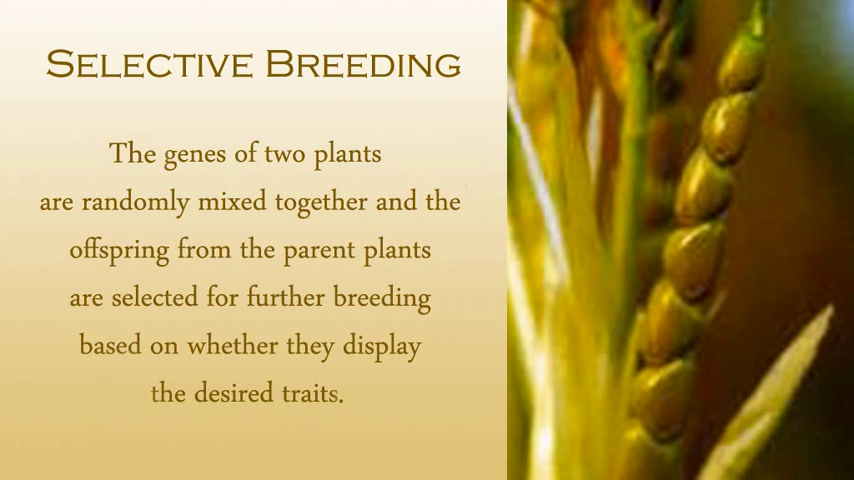 Selective Breeding
The genes of two plants
are randomly mixed together and the
offspring from the parent plants
are selected for further breeding
based on whether they display
the desired traits.